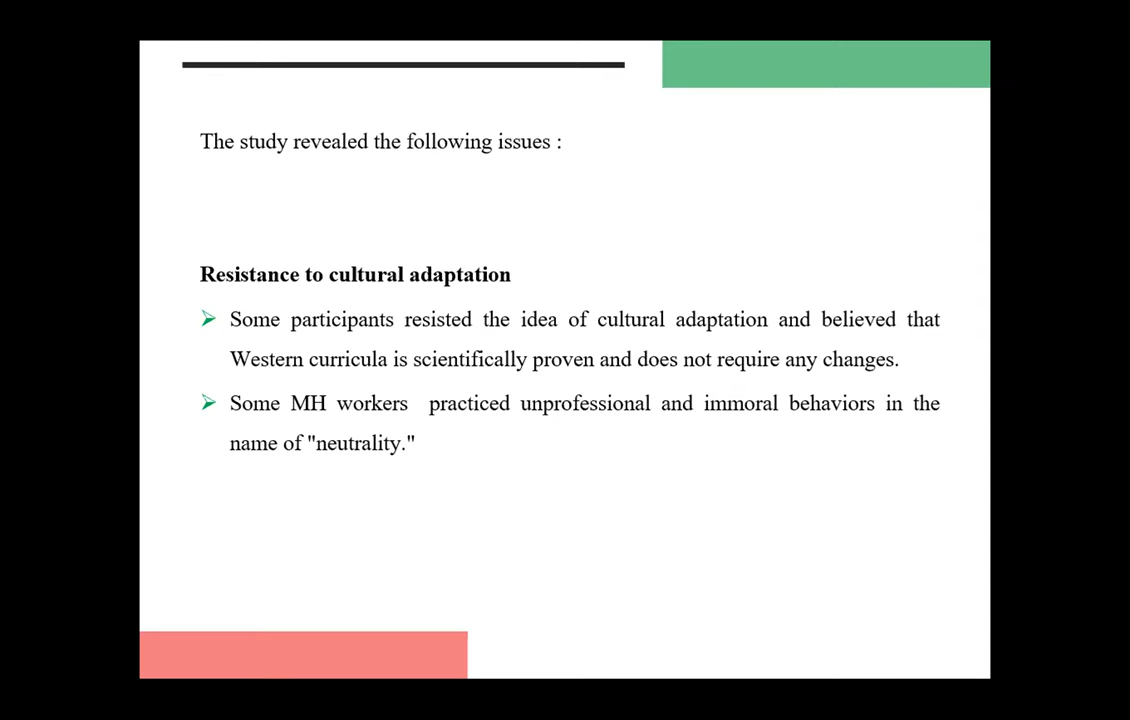 The study revealed the following issues :
Resistance to cultural adaptation
Some participants resisted the idea of cultural adaptation and believed that
Western curricula is scientifically proven and does not require any changes.
Some MH workers practiced unprofessional and immoral behaviors in the
name of "neutrality."